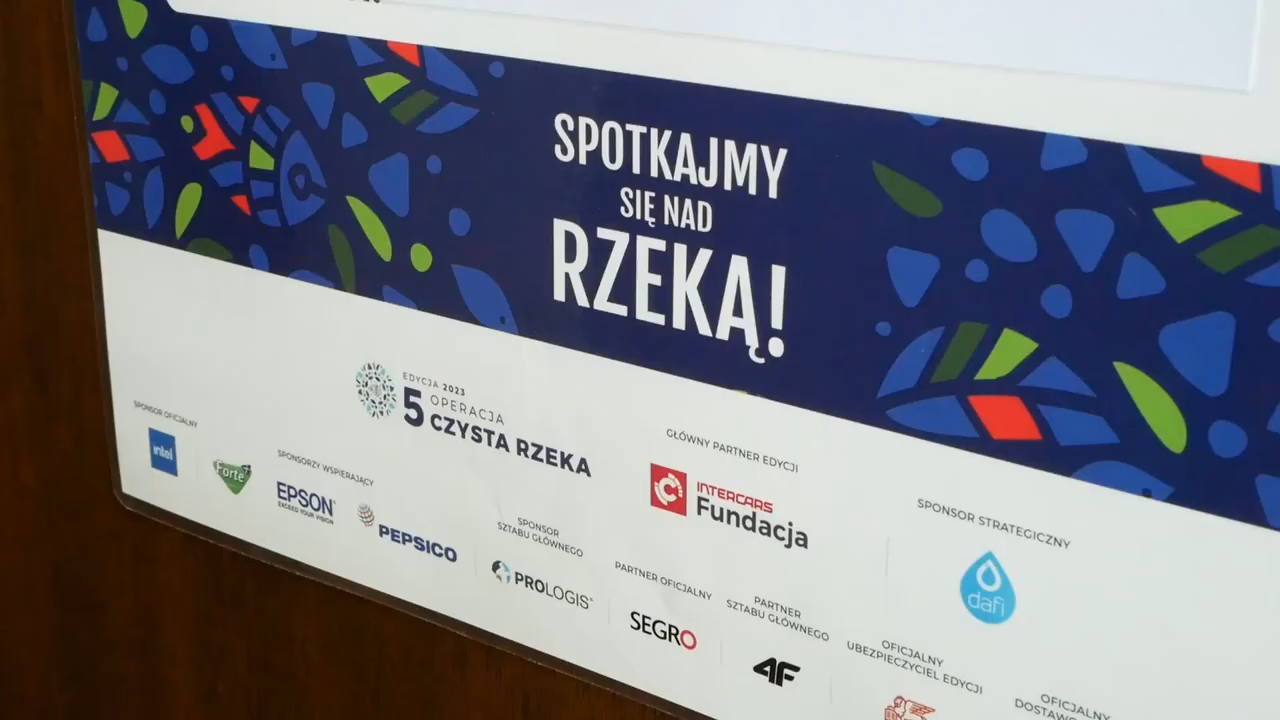 SPOTKAJMY
SIĘ NAD
RZEKĄ!
EDYCJA 2023
5 OPERACJA
CZYSTA RZEKA
GŁÓWNY PARTNER EDYCJI
INTERCARS
Fundacja
SPONSOR STRATEGICZNY
dafi
SPONSOR OFICJALNY
intel
Forte
SPONSORZY WSPIERAJĄCY
EPSON
EXCEED YOUR VISION
PEPSICO
SPONSOR
SZTABU GŁÓWNEGO
PROLOGIS
PARTNER OFICJALNY
SEGRO
PARTNER
SZTABU GŁÓWNEGO
4F
OFICJALNY
UBEZPIECZYCIEL EDYCJI
OFICJALNY